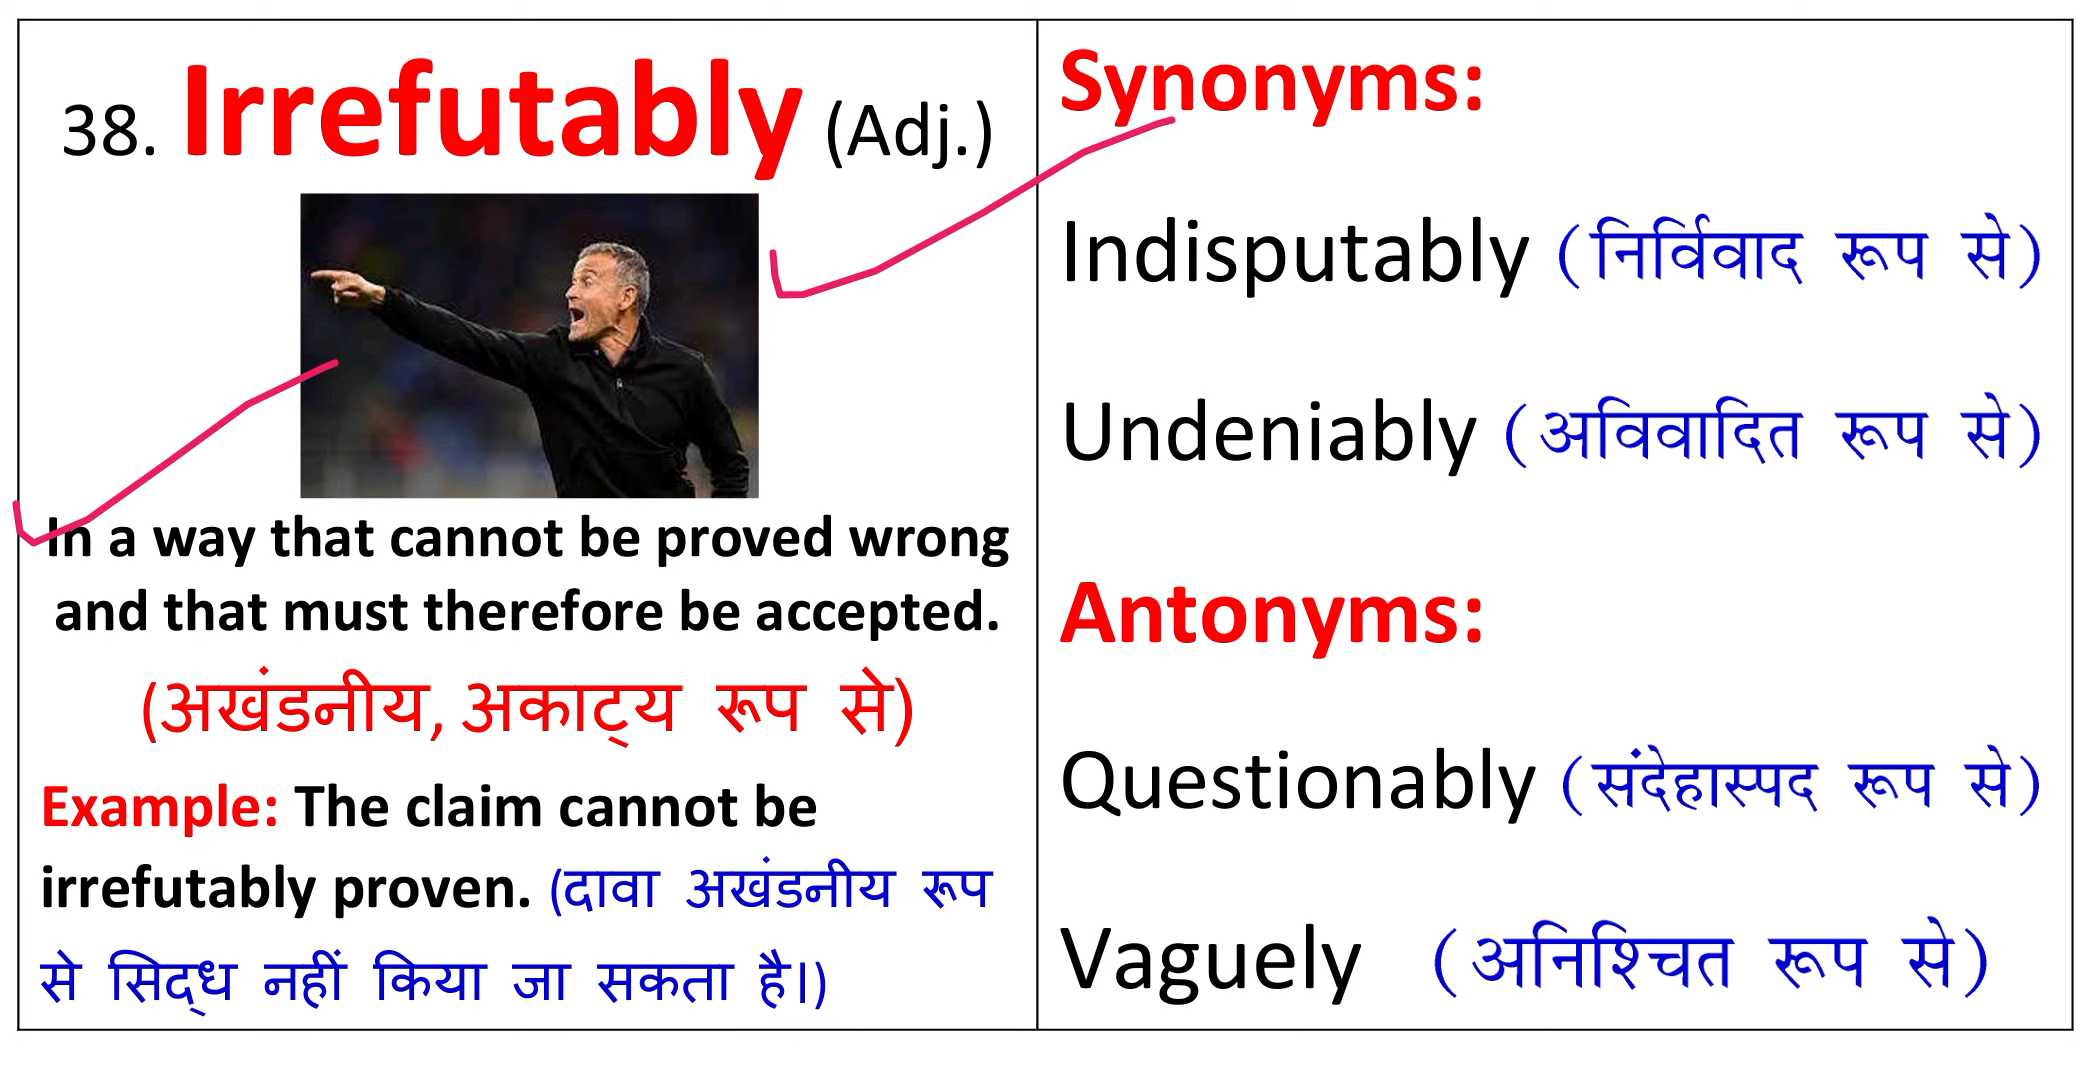 38. Irrefutably (Adj.)
In a way that cannot be proved wrong
and that must therefore be accepted.
(अखंडनीय, अकाट्य रूप से)
Example: The claim cannot be
irrefutably proven. (दावा अखंडनीय रूप
से सिद्ध नहीं किया जा सकता है।)
Synonyms:
Indisputably (निर्विवाद रूप से)
Undeniably (अविवादित रूप से)
Antonyms:
Questionably (संदेहास्पद रूप से)
Vaguely (अनिश्चित रूप से)